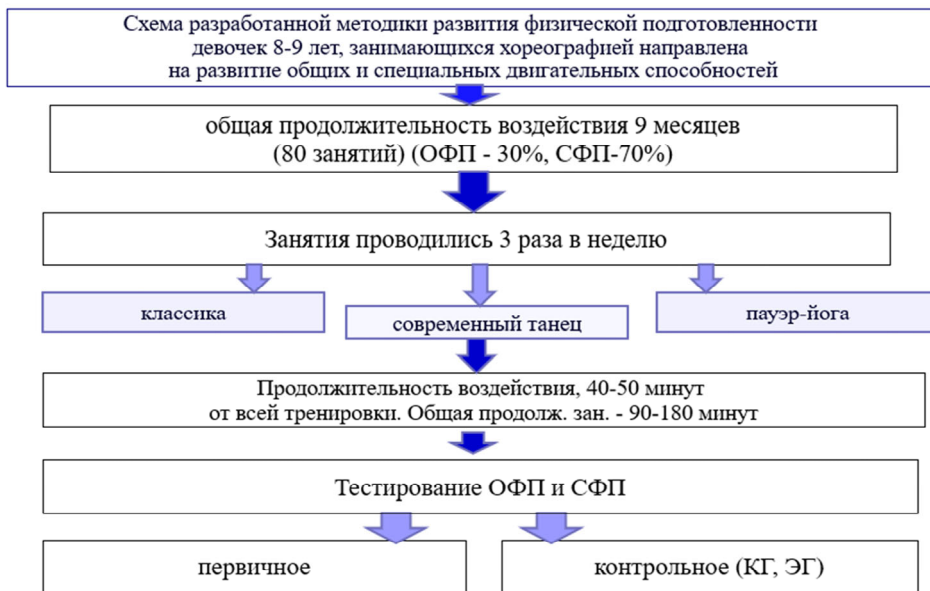 Схема разработанной методики развития физической подготовленности
девочек 8-9 лет, занимающихся хореографией направлена
на развитие общих и специальных двигательных способностей
общая продолжительность воздействия 9 месяцев
(80 занятий) (ОФП - 30%, СФП-70%)
Занятия проводились 3 раза в неделю
классика
современный танец
пауэр-йога
Продолжительность воздействия, 40-50 минут
от всей тренировки. Общая продолж. зан. - 90-180 минут
Тестирование ОФП и СФП
первичное
контрольное (КГ, ЭГ)